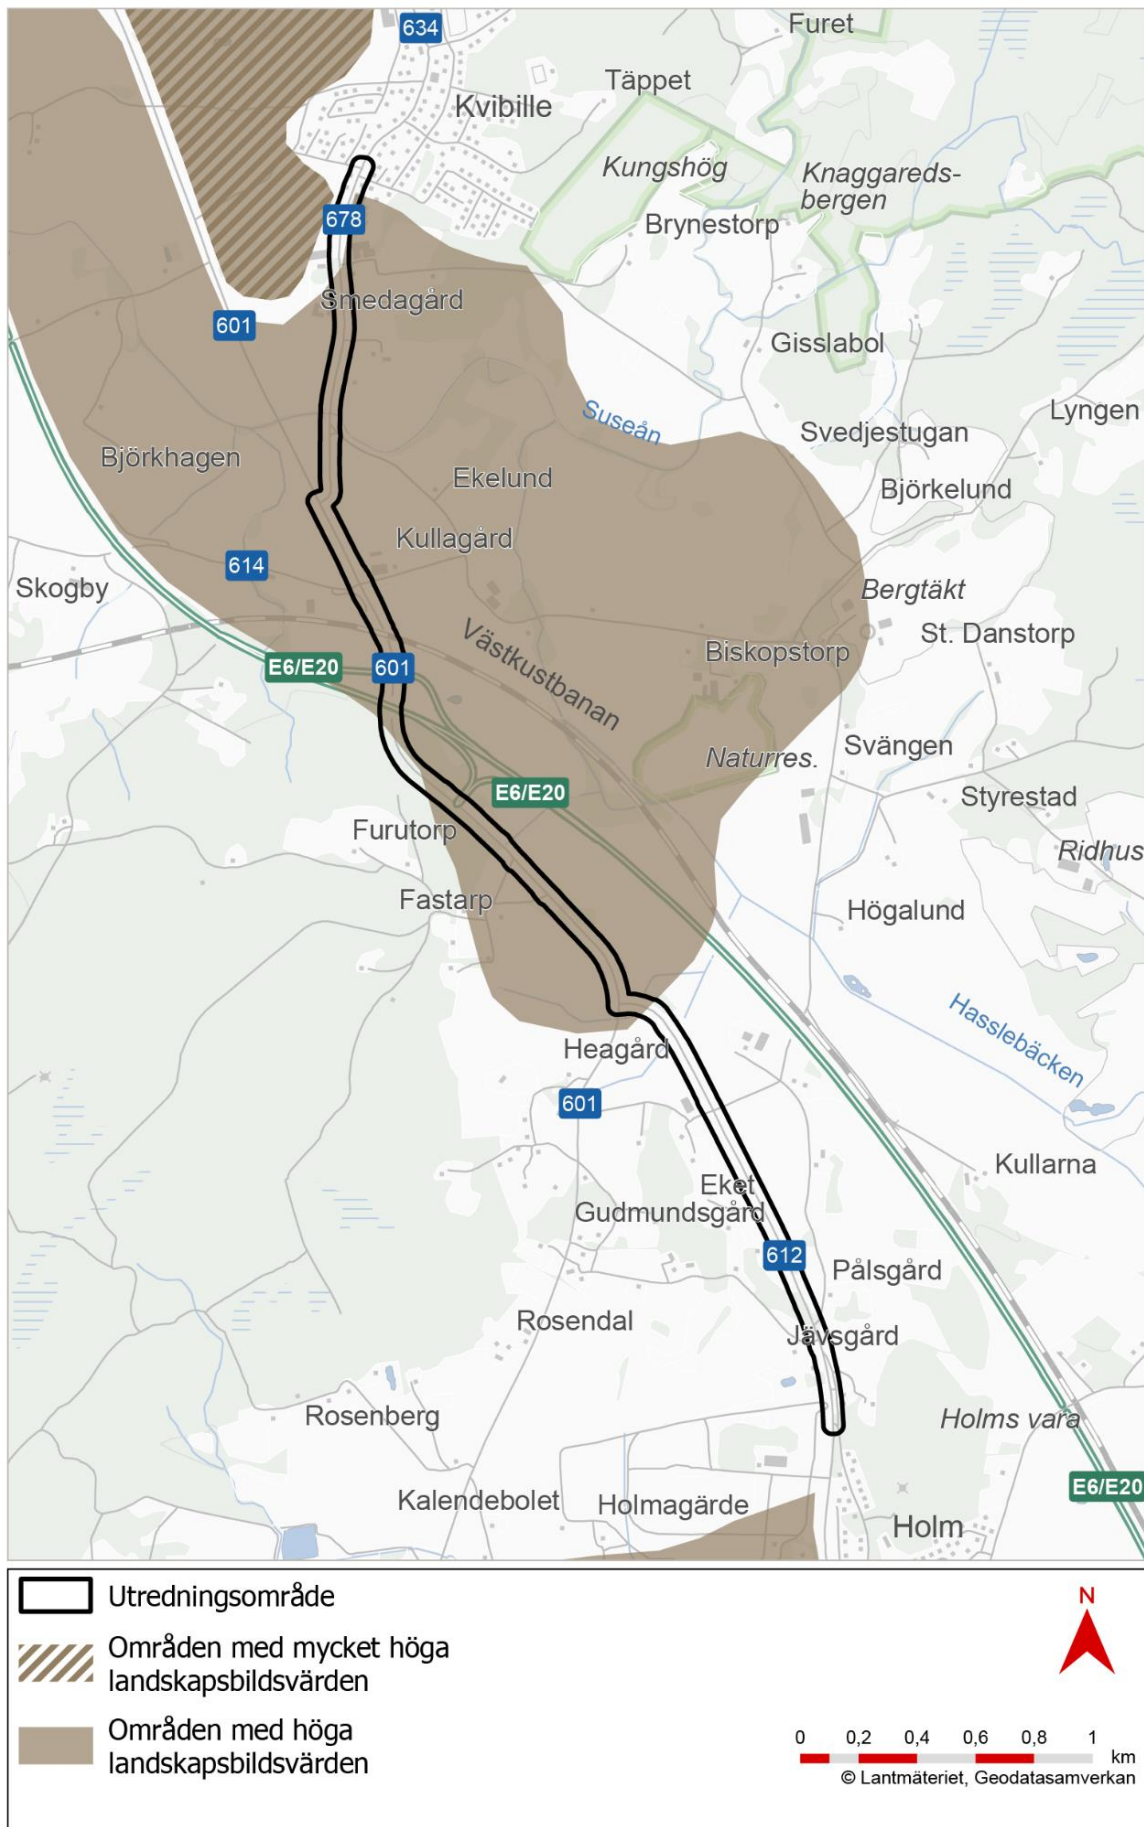 634
Furet
Täppet
Kvibille
Kungshög
Knaggareds-
bergen
678
Brynestorp
Smedagård
601
Gisslabol
Suseån
Lyngen
Svedjestugan
Björkhagen
Ekelund
Björkelund
Kullagård
614
Skogby
Bergtäkt
St. Danstorp
Västkustbanan
Biskopstorp
E6/E20
601
Svängen
Naturres.
E6/E20
Styrestad
Furutorp
Ridhus
Fastarp
Högalund
Hasslebäcken
Heagård
601
Kullarna
Eket
Gudmundsgård
612
Pålsgård
Rosendal
Jävsgård
Rosenberg
Holms vara
E6/E20
Kalendebolet
Holmagärde
Holm
Utredningsområde
Områden med mycket höga
landskapsbildsvärden
Områden med höga
landskapsbildsvärden
N
0 0,2 0,4 0,6 0,8 1
km
© Lantmäteriet, Geodatasamverkan